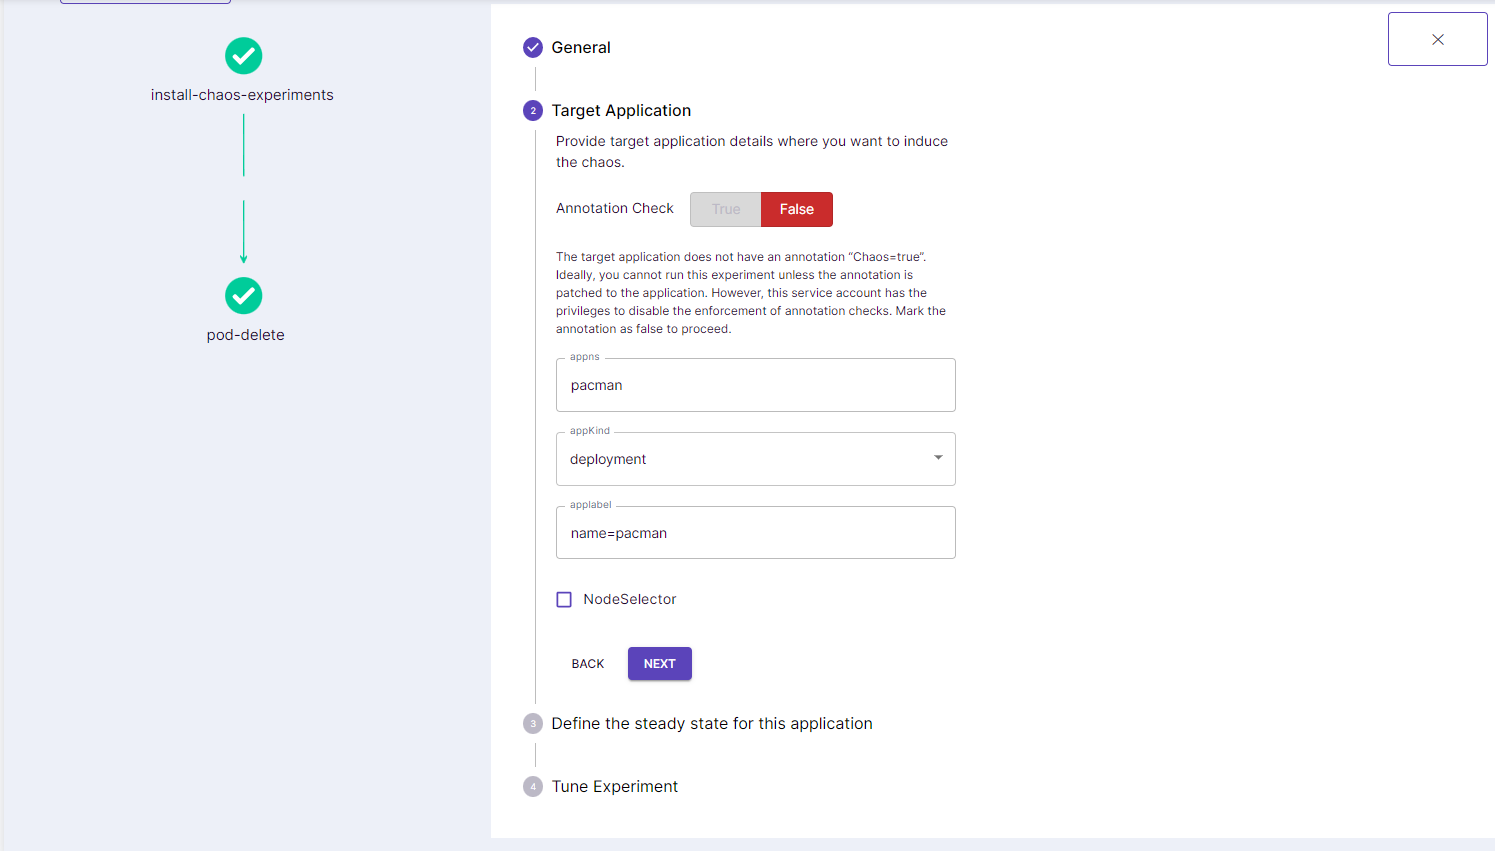 install-chaos-experiments
pod-delete
General
2
Target Application
Provide target application details where you want to induce
the chaos.
Annotation Check
True
False
The target application does not have an annotation “Chaos=true”.
Ideally, you cannot run this experiment unless the annotation is
patched to the application. However, this service account has the
privileges to disable the enforcement of annotation checks. Mark the
annotation as false to proceed.
appns
pacman
appKind
deployment
applabel
name=pacman
NodeSelector
BACK
NEXT
3
Define the steady state for this application
4
Tune Experiment